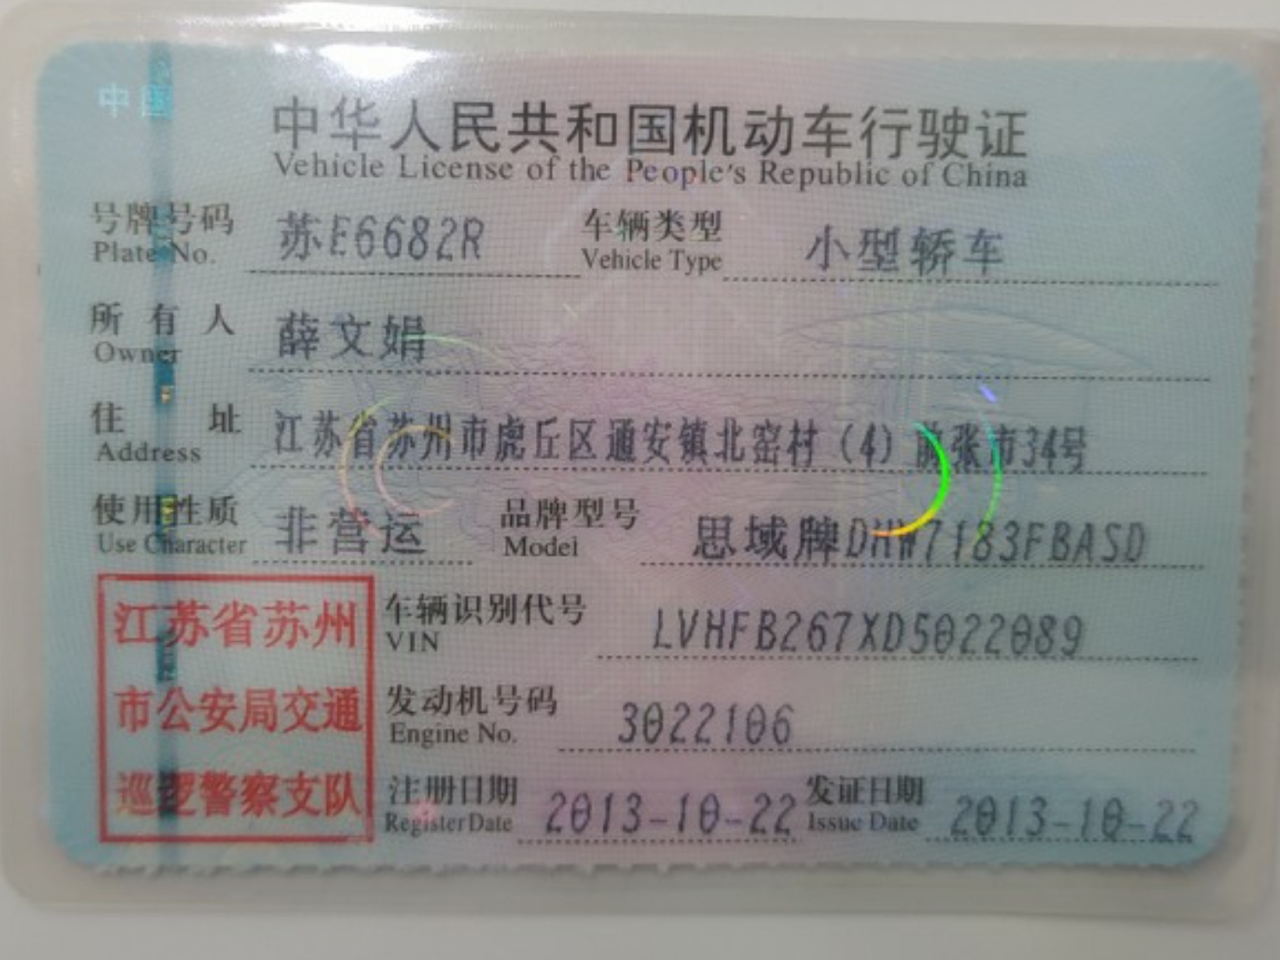 中国
中华人民共和国机动车行驶证
Vehicle License of the People's Republic of China
号牌号码 苏E6682R 车辆类型 小型轿车
Plate No. Vehicle Type
所有人 薛文娟
Owner
住址 江苏省苏州市虎丘区通安镇北窑村（4）前张市34号
Address
使用性质 非营运 品牌型号 思域牌DHW7183FBASD
Use Character Model
江苏省苏州
市公安局交通
巡逻警察支队
车辆识别代号 LVHFB267XD5022089
VIN
发动机号码 3022106
Engine No.
注册日期 2013-10-22 发证日期 2013-10-22
Register Date Issue Date